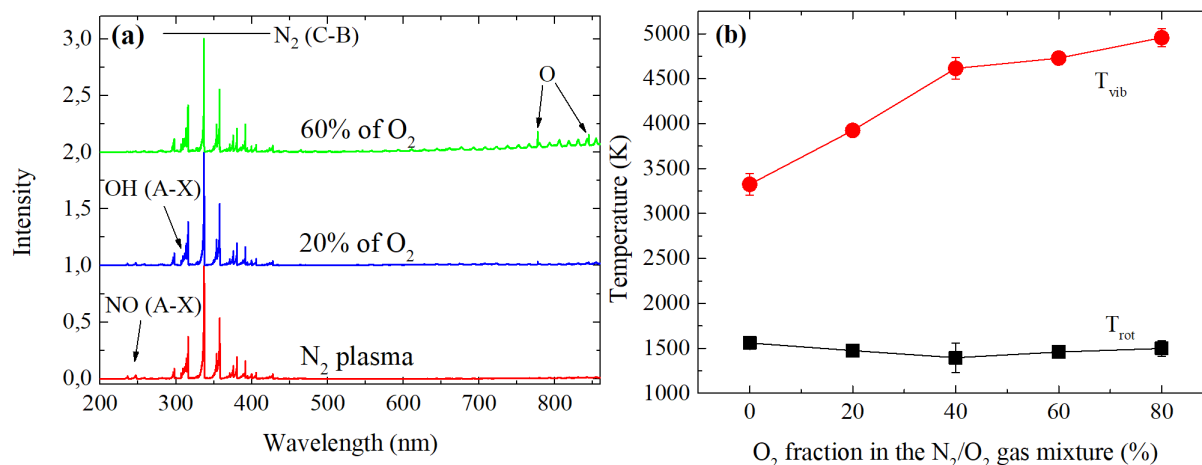 (a)
N₂ (C-B)
O
60% of O₂
OH (A-X)
20% of O₂
NO (A-X)
N₂ plasma
3,0
2,5
2,0
1,5
1,0
0,5
0,0
Intensity
200 300 400 500 600 700 800
Wavelength (nm)
(b)
T_vib
T_rot
5000
4500
4000
3500
3000
2500
2000
1500
1000
Temperature (K)
0 20 40 60 80
O₂ fraction in the N₂/O₂ gas mixture (%)